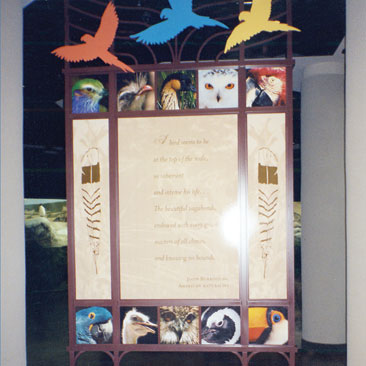 A bird seems to be
at the top of the scale,
so vehement
and intense his life...
The beautiful vagabonds,
endowed with every grace,
masters of all climes,
and knowing no bounds.
JOHN BURROUGHS,